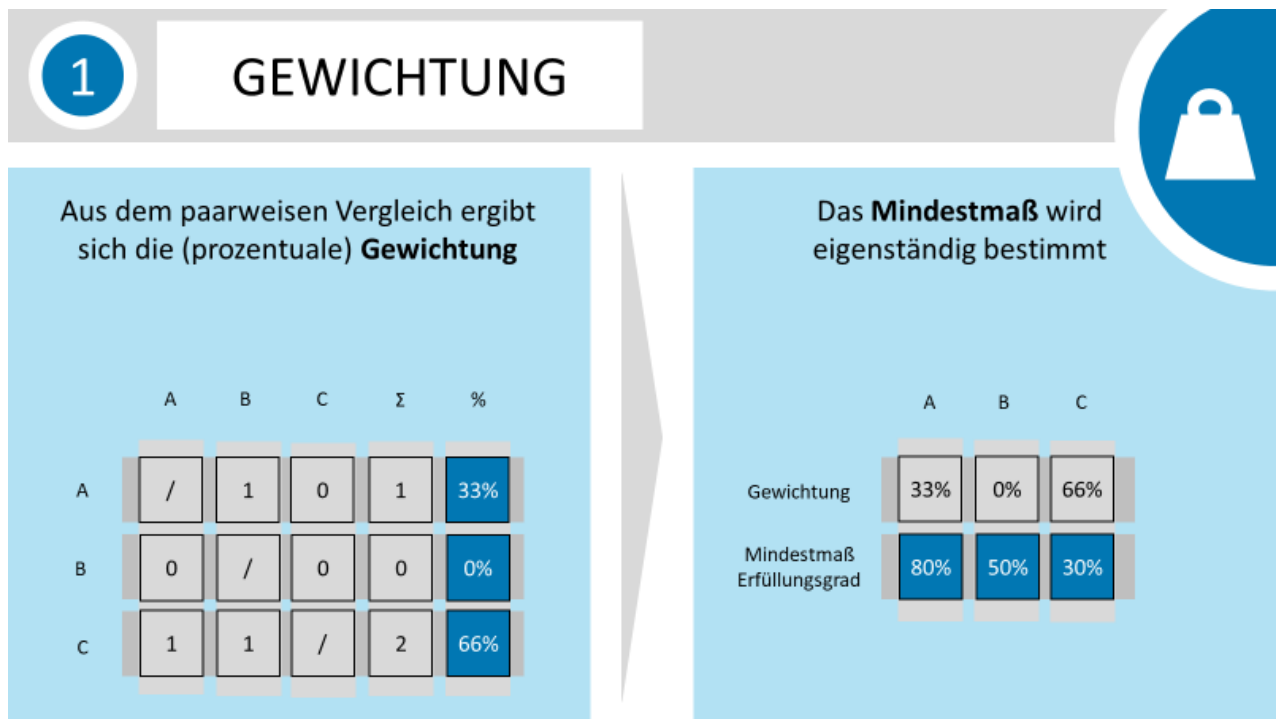 1 GEWICHTUNG
Aus dem paarweisen Vergleich ergibt
sich die (prozentuale) Gewichtung
A B C Σ %
A / 1 0 1 33%
B 0 / 0 0 0%
C 1 1 / 2 66%
Das Mindestmaß wird
eigenständig bestimmt
A B C
Gewichtung 33% 0% 66%
Mindestmaß
Erfüllungsgrad 80% 50% 30%